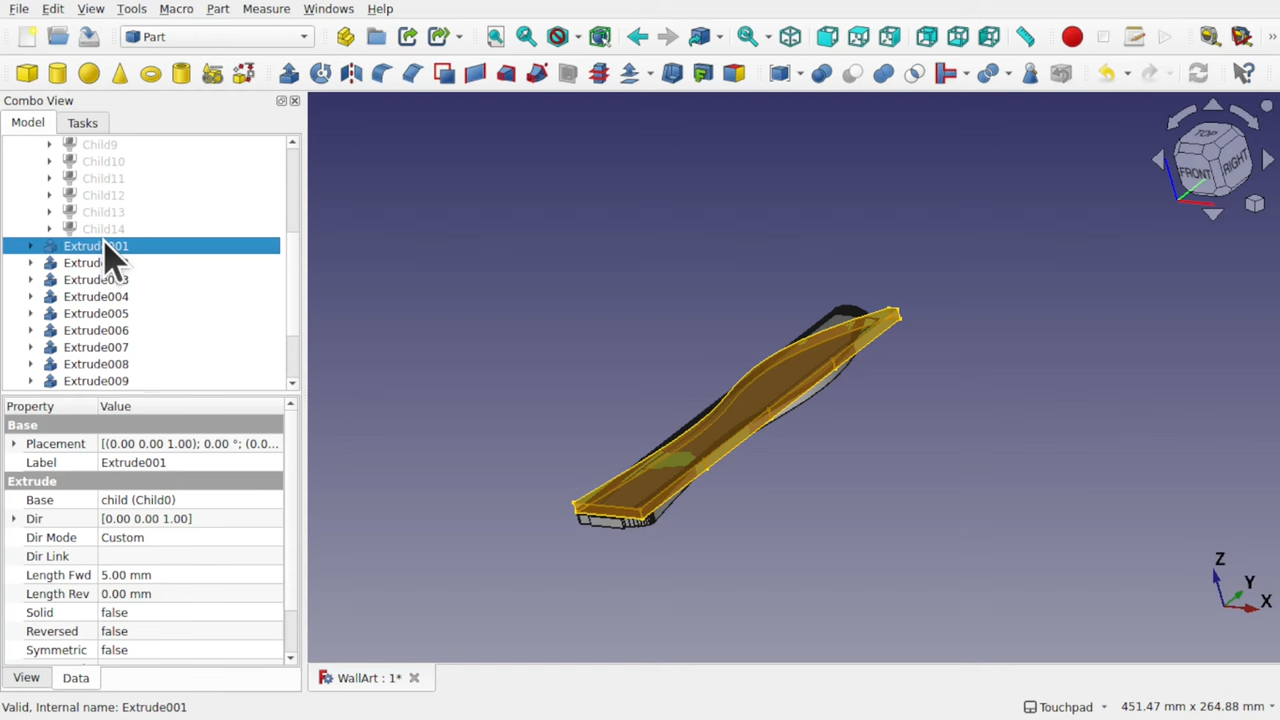 File Edit View Tools Macro Part Measure Windows Help
Part
Combo View
Model Tasks
Child9
Child10
Child11
Child12
Child13
Child14
Extrude001
Extrude003
Extrude004
Extrude005
Extrude006
Extrude007
Extrude008
Extrude009
TOP
FRONT
RIGHT
Property Value
Base
Placement [(0.00 0.00 1.00); 0.00 °; (0.0...
Label Extrude001
Extrude
Base child (Child0)
Dir [0.00 0.00 1.00]
Dir Mode Custom
Dir Link
Length Fwd 5.00 mm
Length Rev 0.00 mm
Solid false
Reversed false
Symmetric false
Z
Y
X
View Data
WallArt : 1*
Valid, Internal name: Extrude001
Touchpad 451.47 mm x 264.88 mm